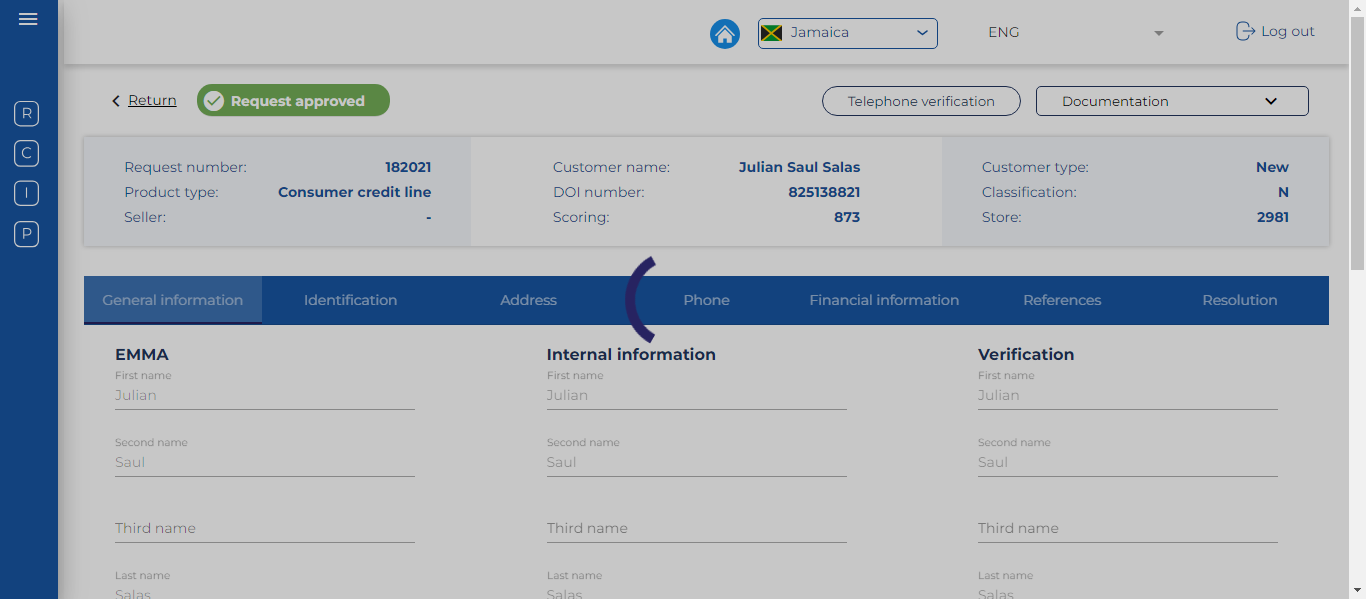 Jamaica
ENG
Log out
R
C
I
P
Return
Request approved
Telephone verification
Documentation
Request number: 182021
Product type: Consumer credit line
Seller: -
Customer name: Julian Saul Salas
DOI number: 825138821
Scoring: 873
Customer type: New
Classification: N
Store: 2981
General information Identification Address Phone Financial information References Resolution
EMMA
First name
Julian
Second name
Saul
Third name
Last name
Salas
Internal information
First name
Julian
Second name
Saul
Third name
Last name
Salas
Verification
First name
Julian
Second name
Saul
Third name
Last name
Salas